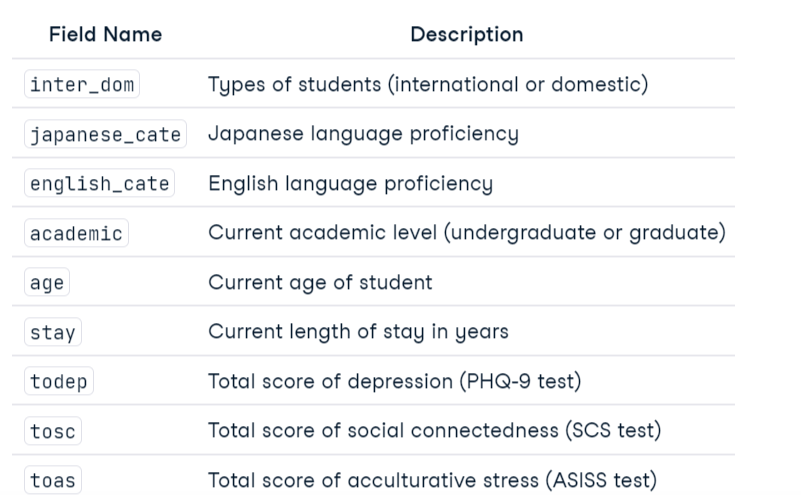 Field Name Description
inter_dom Types of students (international or domestic)
japanese_cate Japanese language proficiency
english_cate English language proficiency
academic Current academic level (undergraduate or graduate)
age Current age of student
stay Current length of stay in years
todep Total score of depression (PHQ-9 test)
tosc Total score of social connectedness (SCS test)
toas Total score of acculturative stress (ASISS test)